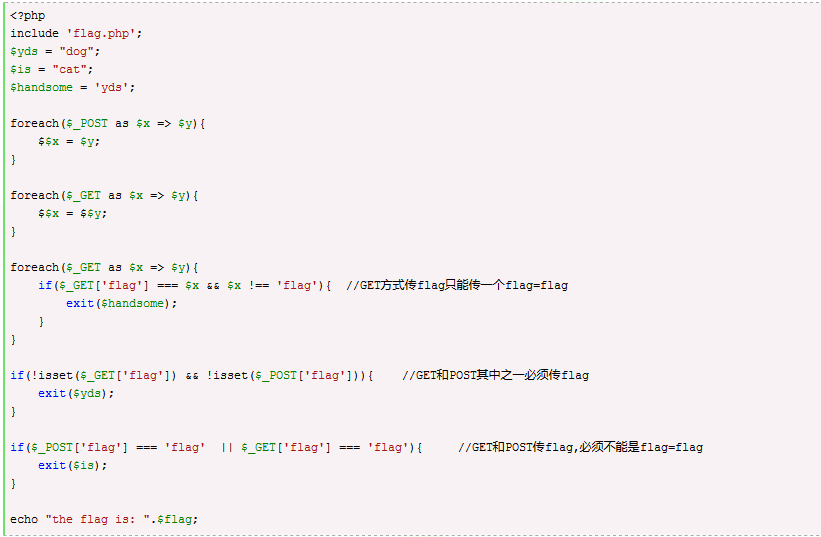 <?php
include 'flag.php';
$yds = "dog";
$is = "cat";
$handsome = 'yds';
foreach($_POST as $x => $y){
    $$x = $y;
}
foreach($_GET as $x => $y){
    $$x = $$y;
}
foreach($_GET as $x => $y){
    if($_GET['flag'] === $x && $x !== 'flag'){  //GET方式传flag只能传一个flag=flag
        exit($handsome);
    }
}
if(!isset($_GET['flag']) && !isset($_POST['flag'])){    //GET和POST其中之一必须传flag
    exit($yds);
}
if($_POST['flag'] === 'flag'  || $_GET['flag'] === 'flag'){     //GET和POST传flag,必须不能是flag=flag
    exit($is);
}
echo "the flag is: ".$flag;